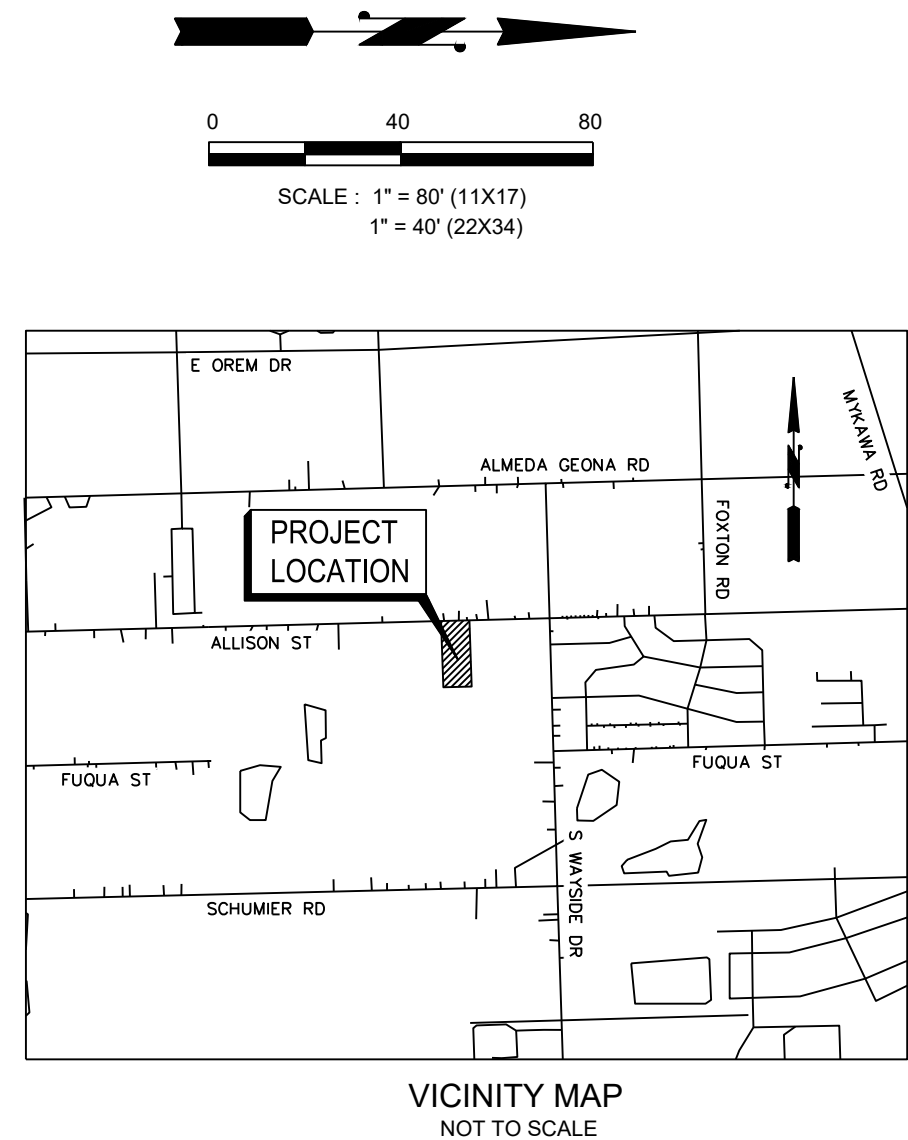 0 40 80
SCALE : 1" = 80' (11X17)
1" = 40' (22X34)
E OREM DR
MYKAWA RD
ALMEDA GEONA RD
FOXTON RD
PROJECT
LOCATION
ALLISON ST
FUQUA ST
FUQUA ST
S WAYSIDE DR
SCHUMIER RD
VICINITY MAP
NOT TO SCALE